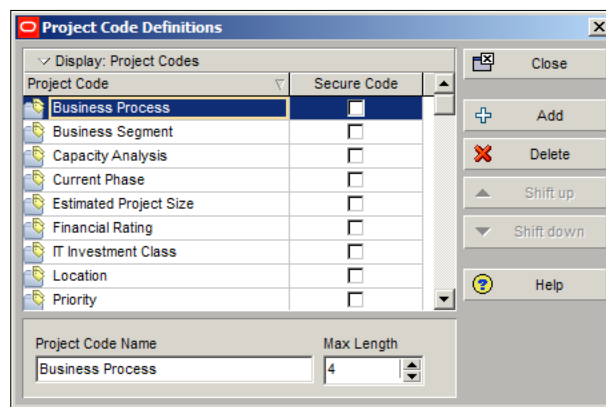 Project Code Definitions
Display: Project Codes
Project Code Secure Code
Business Process
Business Segment
Capacity Analysis
Current Phase
Estimated Project Size
Financial Rating
IT Investment Class
Location
Priority
Close
Add
Delete
Shift up
Shift down
Help
Project Code Name Max Length
Business Process 4